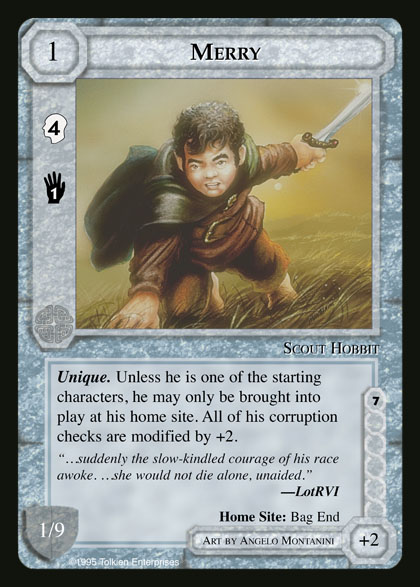 1
MERRY
4
1
SCOUT HOBBIT
Unique. Unless he is one of the starting
characters, he may only be brought into
play at his home site. All of his corruption
checks are modified by +2.
7
“…suddenly the slow-kindled courage of his race
awoke. …she would not die alone, unaided.”
—LotRVI
Home Site: Bag End
1/9
ART BY ANGELO MONTANINI
+2
©1995 Tolkien Enterprises